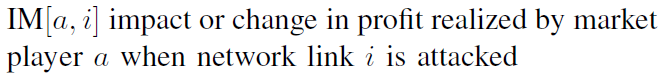 IM[a, i] impact or change in profit realized by market
player a when network link i is attacked